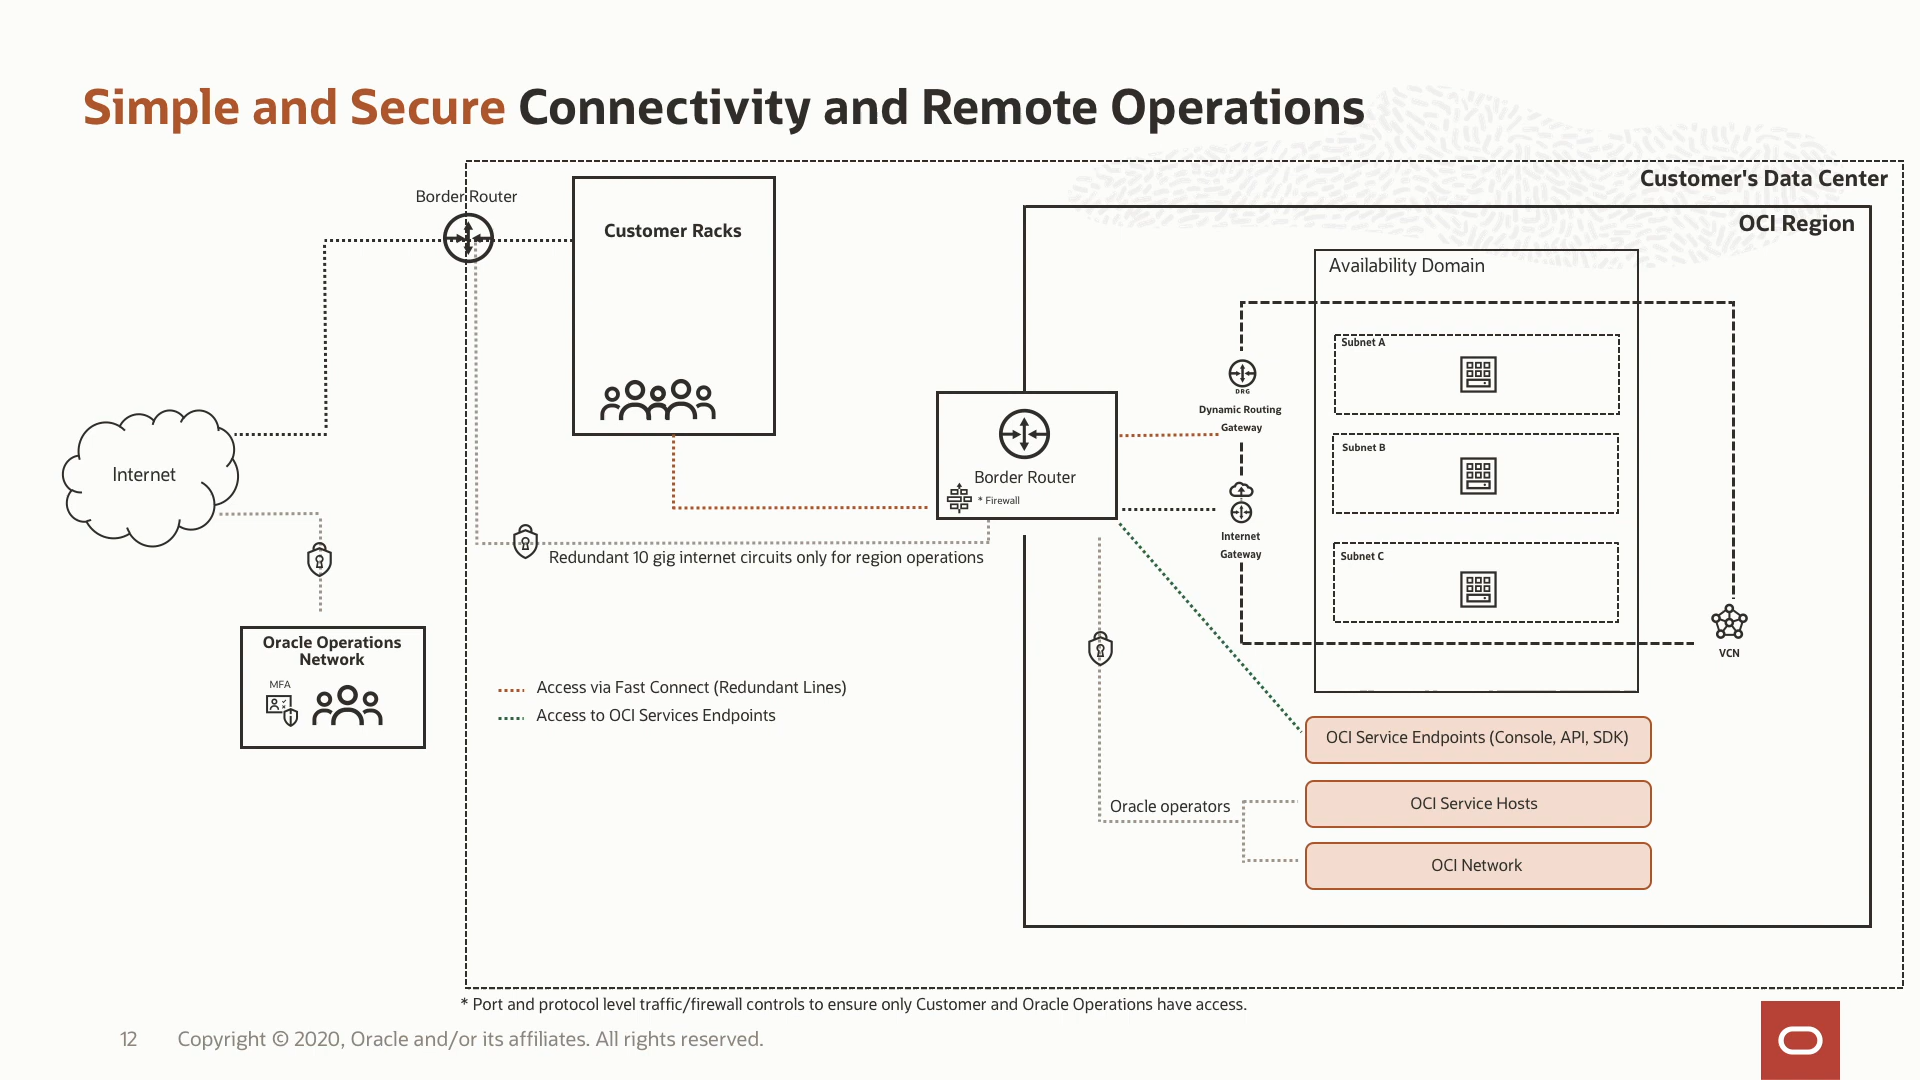 Simple and Secure Connectivity and Remote Operations
Customer's Data Center
Border Router
OCI Region
Customer Racks
Availability Domain
Subnet A
DRG
Dynamic Routing
Gateway
Subnet B
Internet
Border Router
* Firewall
Internet
Gateway
Subnet C
Redundant 10 gig internet circuits only for region operations
Oracle Operations
Network
MFA
VCN
Access via Fast Connect (Redundant Lines)
Access to OCI Services Endpoints
OCI Service Endpoints (Console, API, SDK)
Oracle operators
OCI Service Hosts
OCI Network
* Port and protocol level traffic/firewall controls to ensure only Customer and Oracle Operations have access.
12 Copyright © 2020, Oracle and/or its affiliates. All rights reserved.